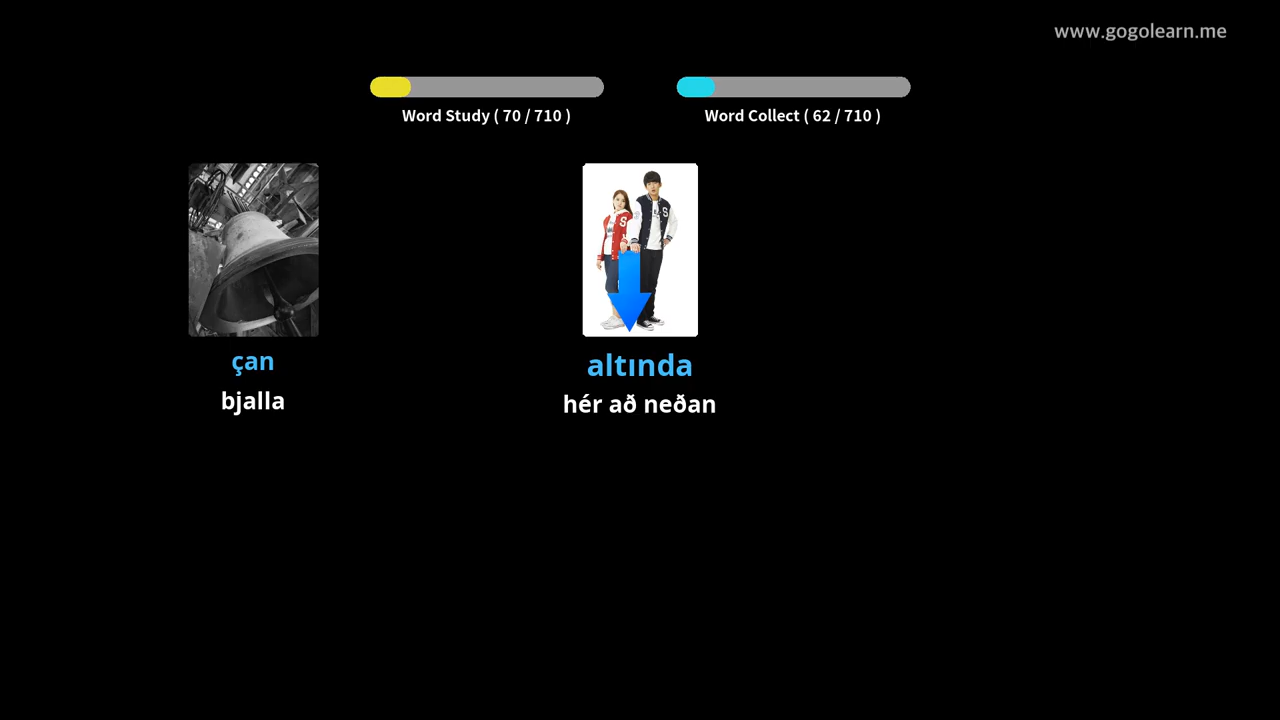 www.gogolearn.me
Word Study ( 70 / 710 )
Word Collect ( 62 / 710 )
S
S
çan
bjalla
altında
hér að neðan